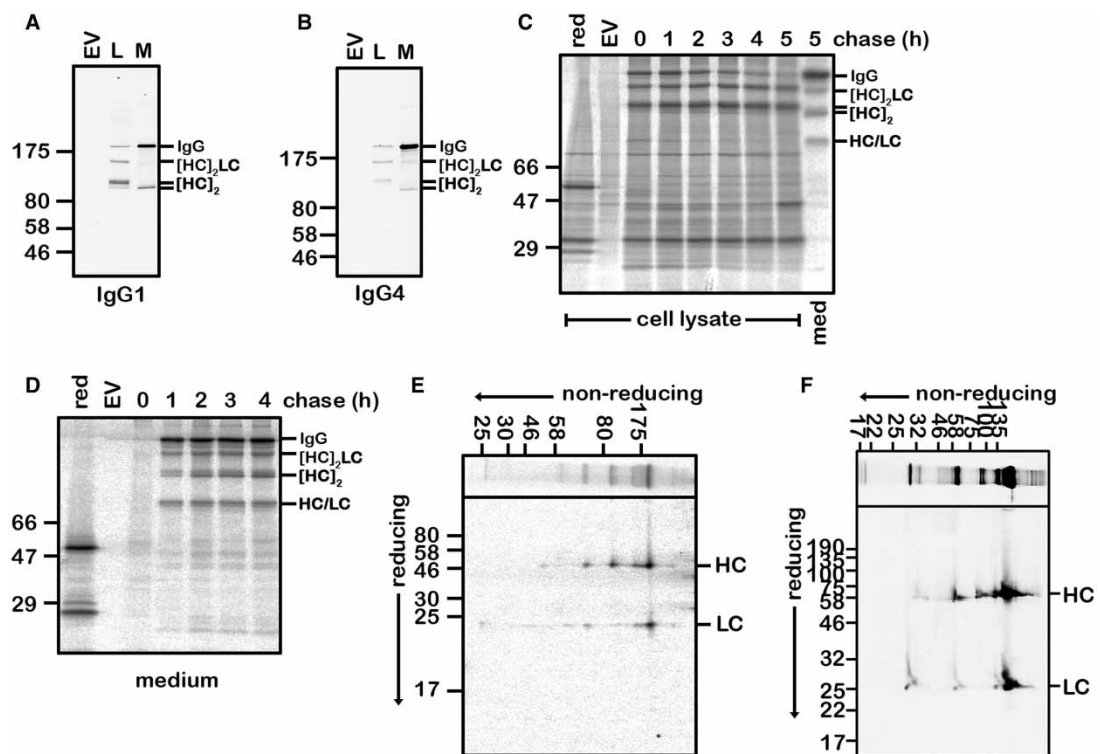 A
EV L M
175
80
58
46
IgG
[HC]₂LC
[HC]₂
IgG1
B
EV L M
175
80
58
46
IgG
[HC]₂LC
[HC]₂
IgG4
C
red EV 0 1 2 3 4 5 5 chase (h)
66
47
29
IgG
[HC]₂LC
[HC]₂
HC/LC
cell lysate
med
D
red EV 0 1 2 3 4 chase (h)
66
47
29
IgG
[HC]₂LC
[HC]₂
HC/LC
medium
E
non-reducing
25 30 46 58 80 175
reducing
80
58
46
30
25
17
HC
LC
F
non-reducing
17 22 25 32 46 58 75 100 135
reducing
190
135
100
75
58
46
32
25
22
17
HC
LC